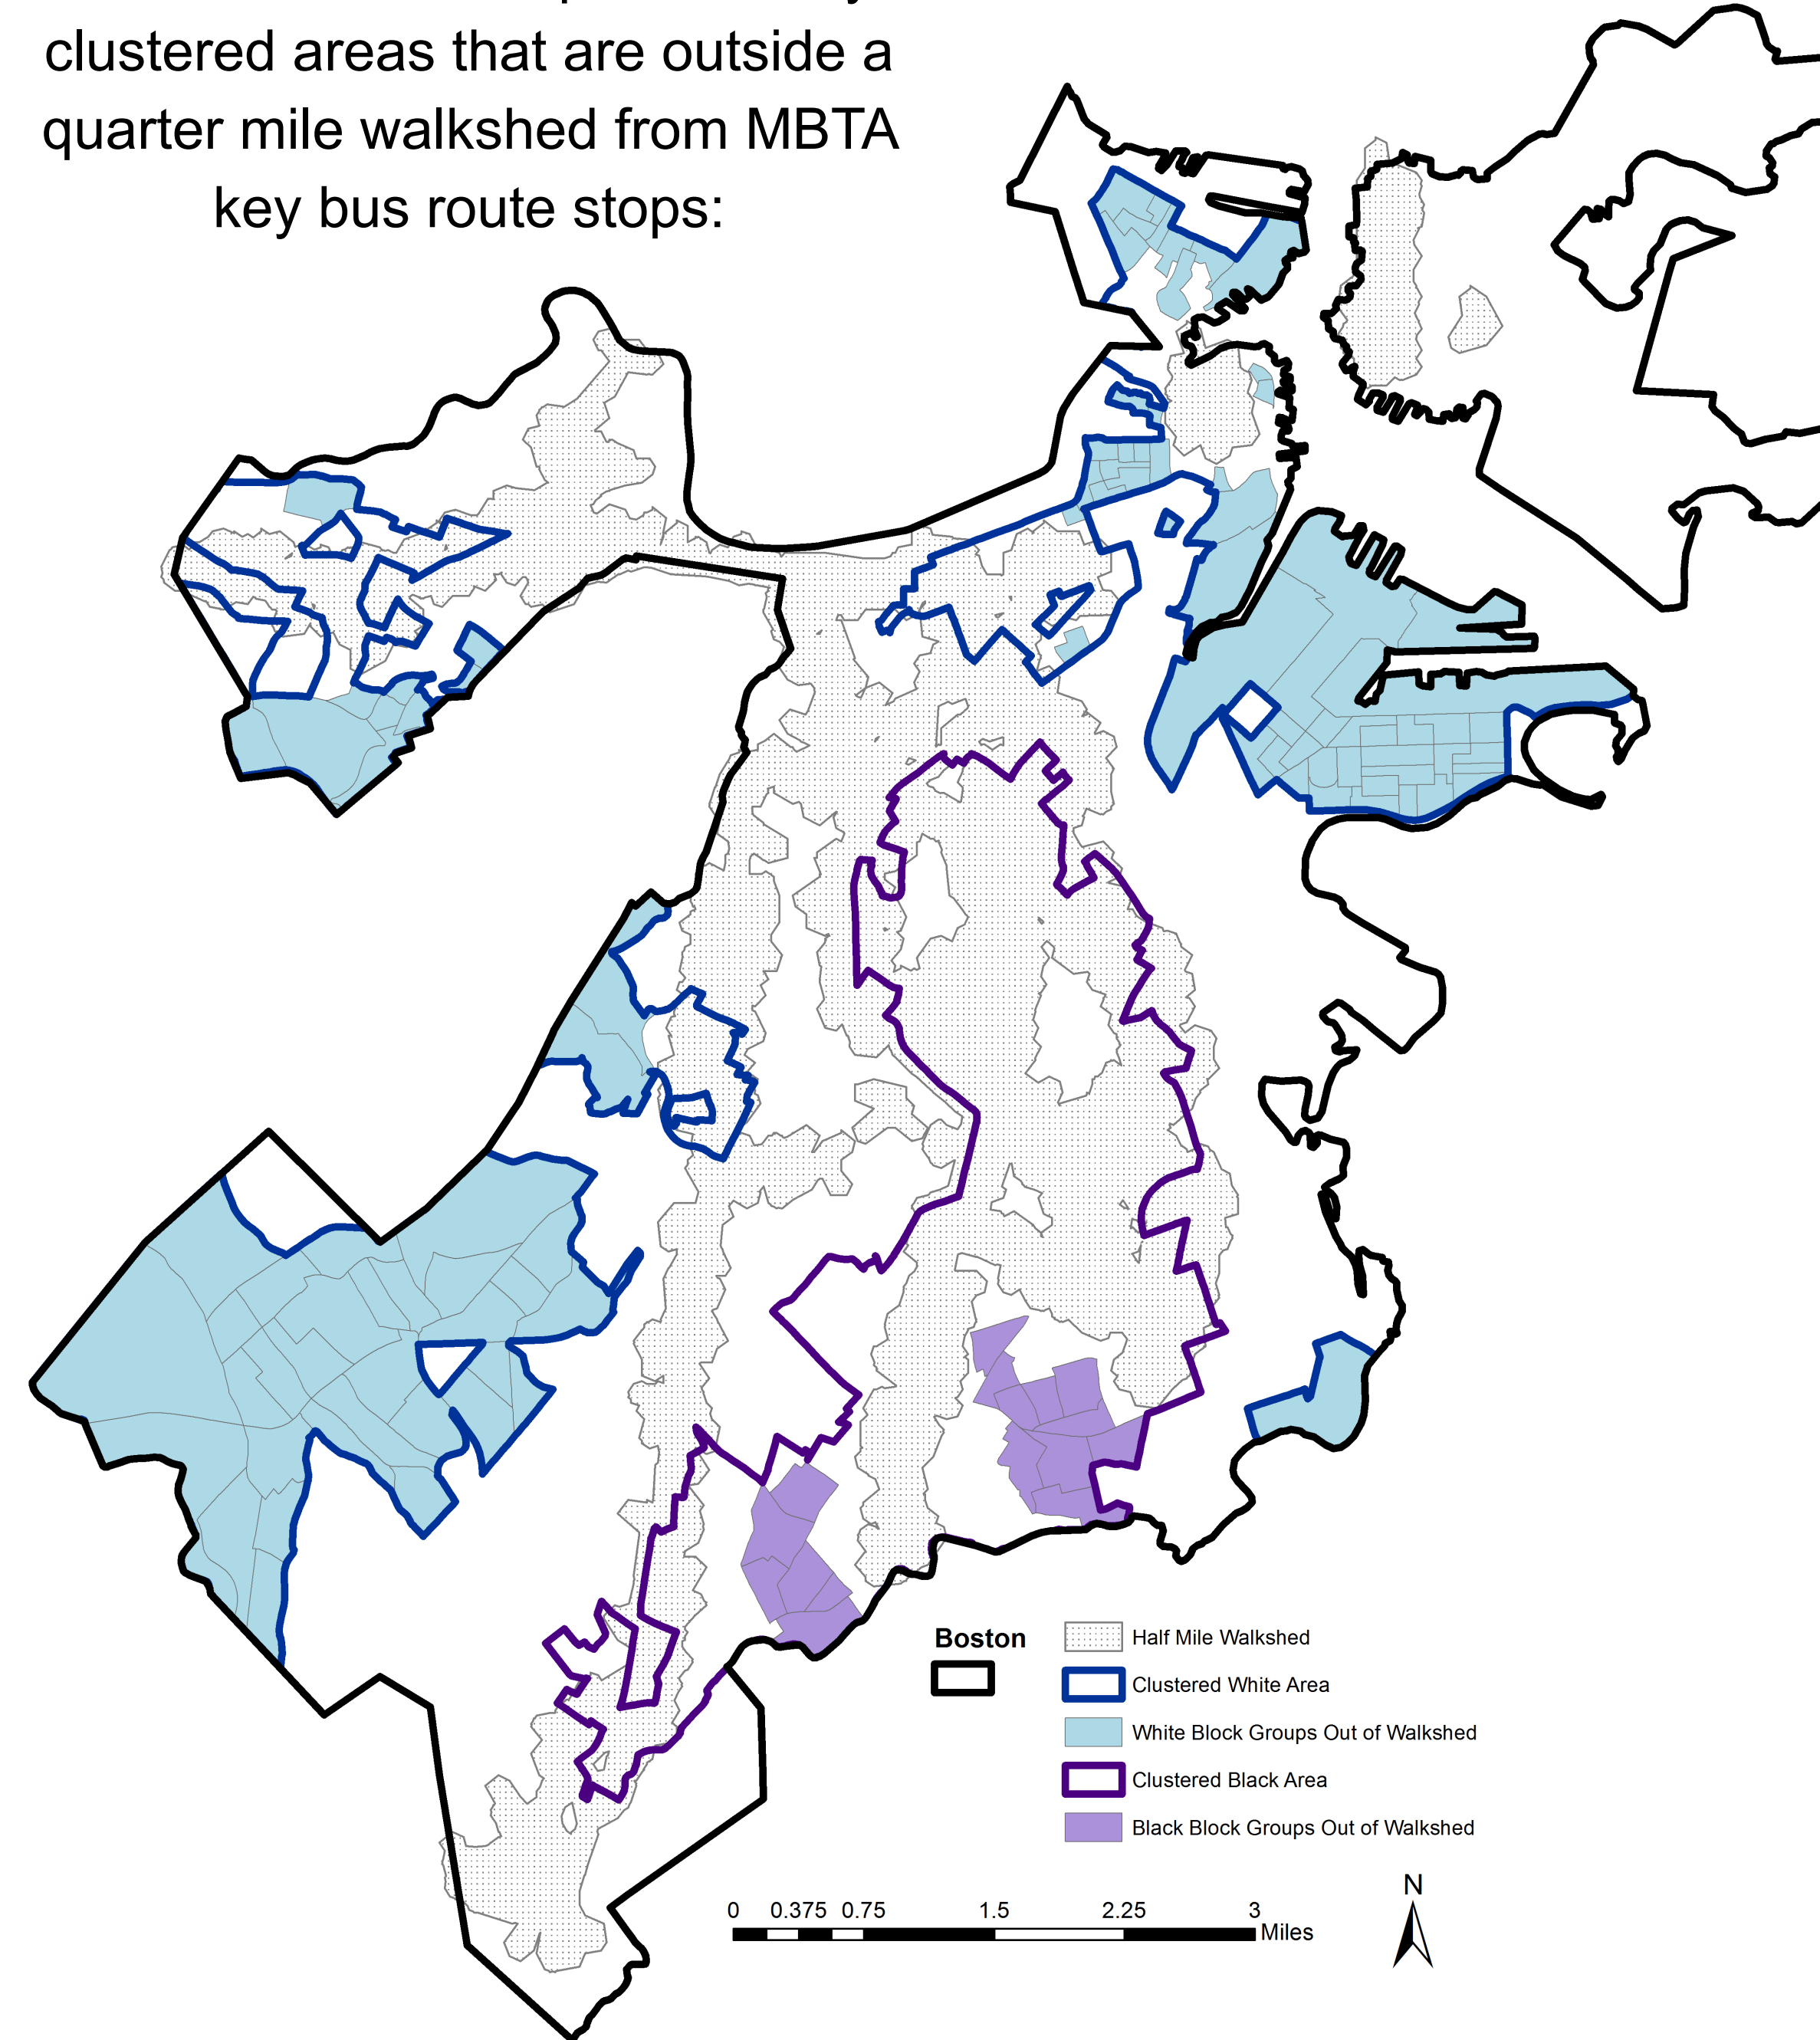 clustered areas that are outside a
quarter mile walkshed from MBTA
key bus route stops:
Boston
Half Mile Walkshed
Clustered White Area
White Block Groups Out of Walkshed
Clustered Black Area
Black Block Groups Out of Walkshed
N
0 0.375 0.75 1.5 2.25 3
Miles